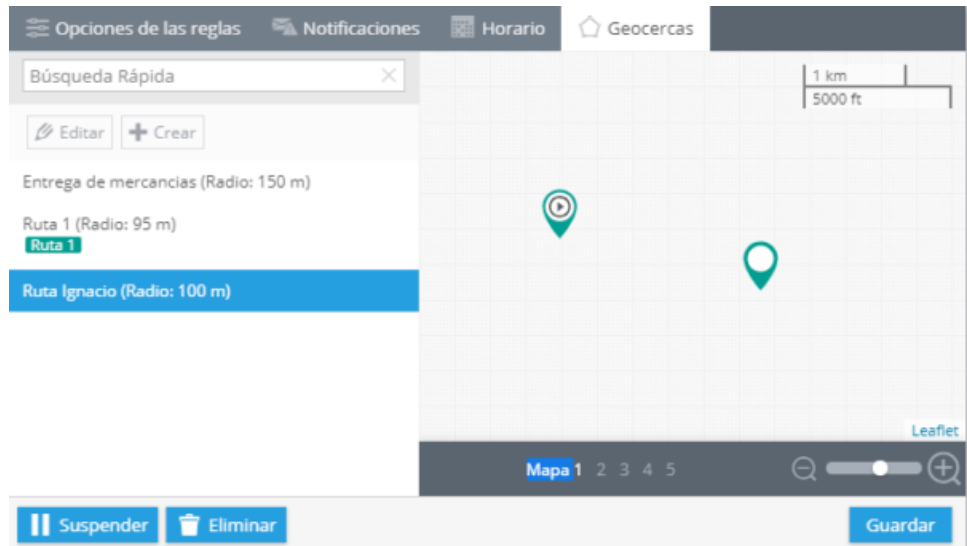 Opciones de las reglas Notificaciones Horario Geocercas
Búsqueda Rápida
Editar Crear
Entrega de mercancias (Radio: 150 m)
Ruta 1 (Radio: 95 m)
Ruta 1
Ruta Ignacio (Radio: 100 m)
1 km
5000 ft
Leaflet
Mapa 1 2 3 4 5
Suspender Eliminar Guardar